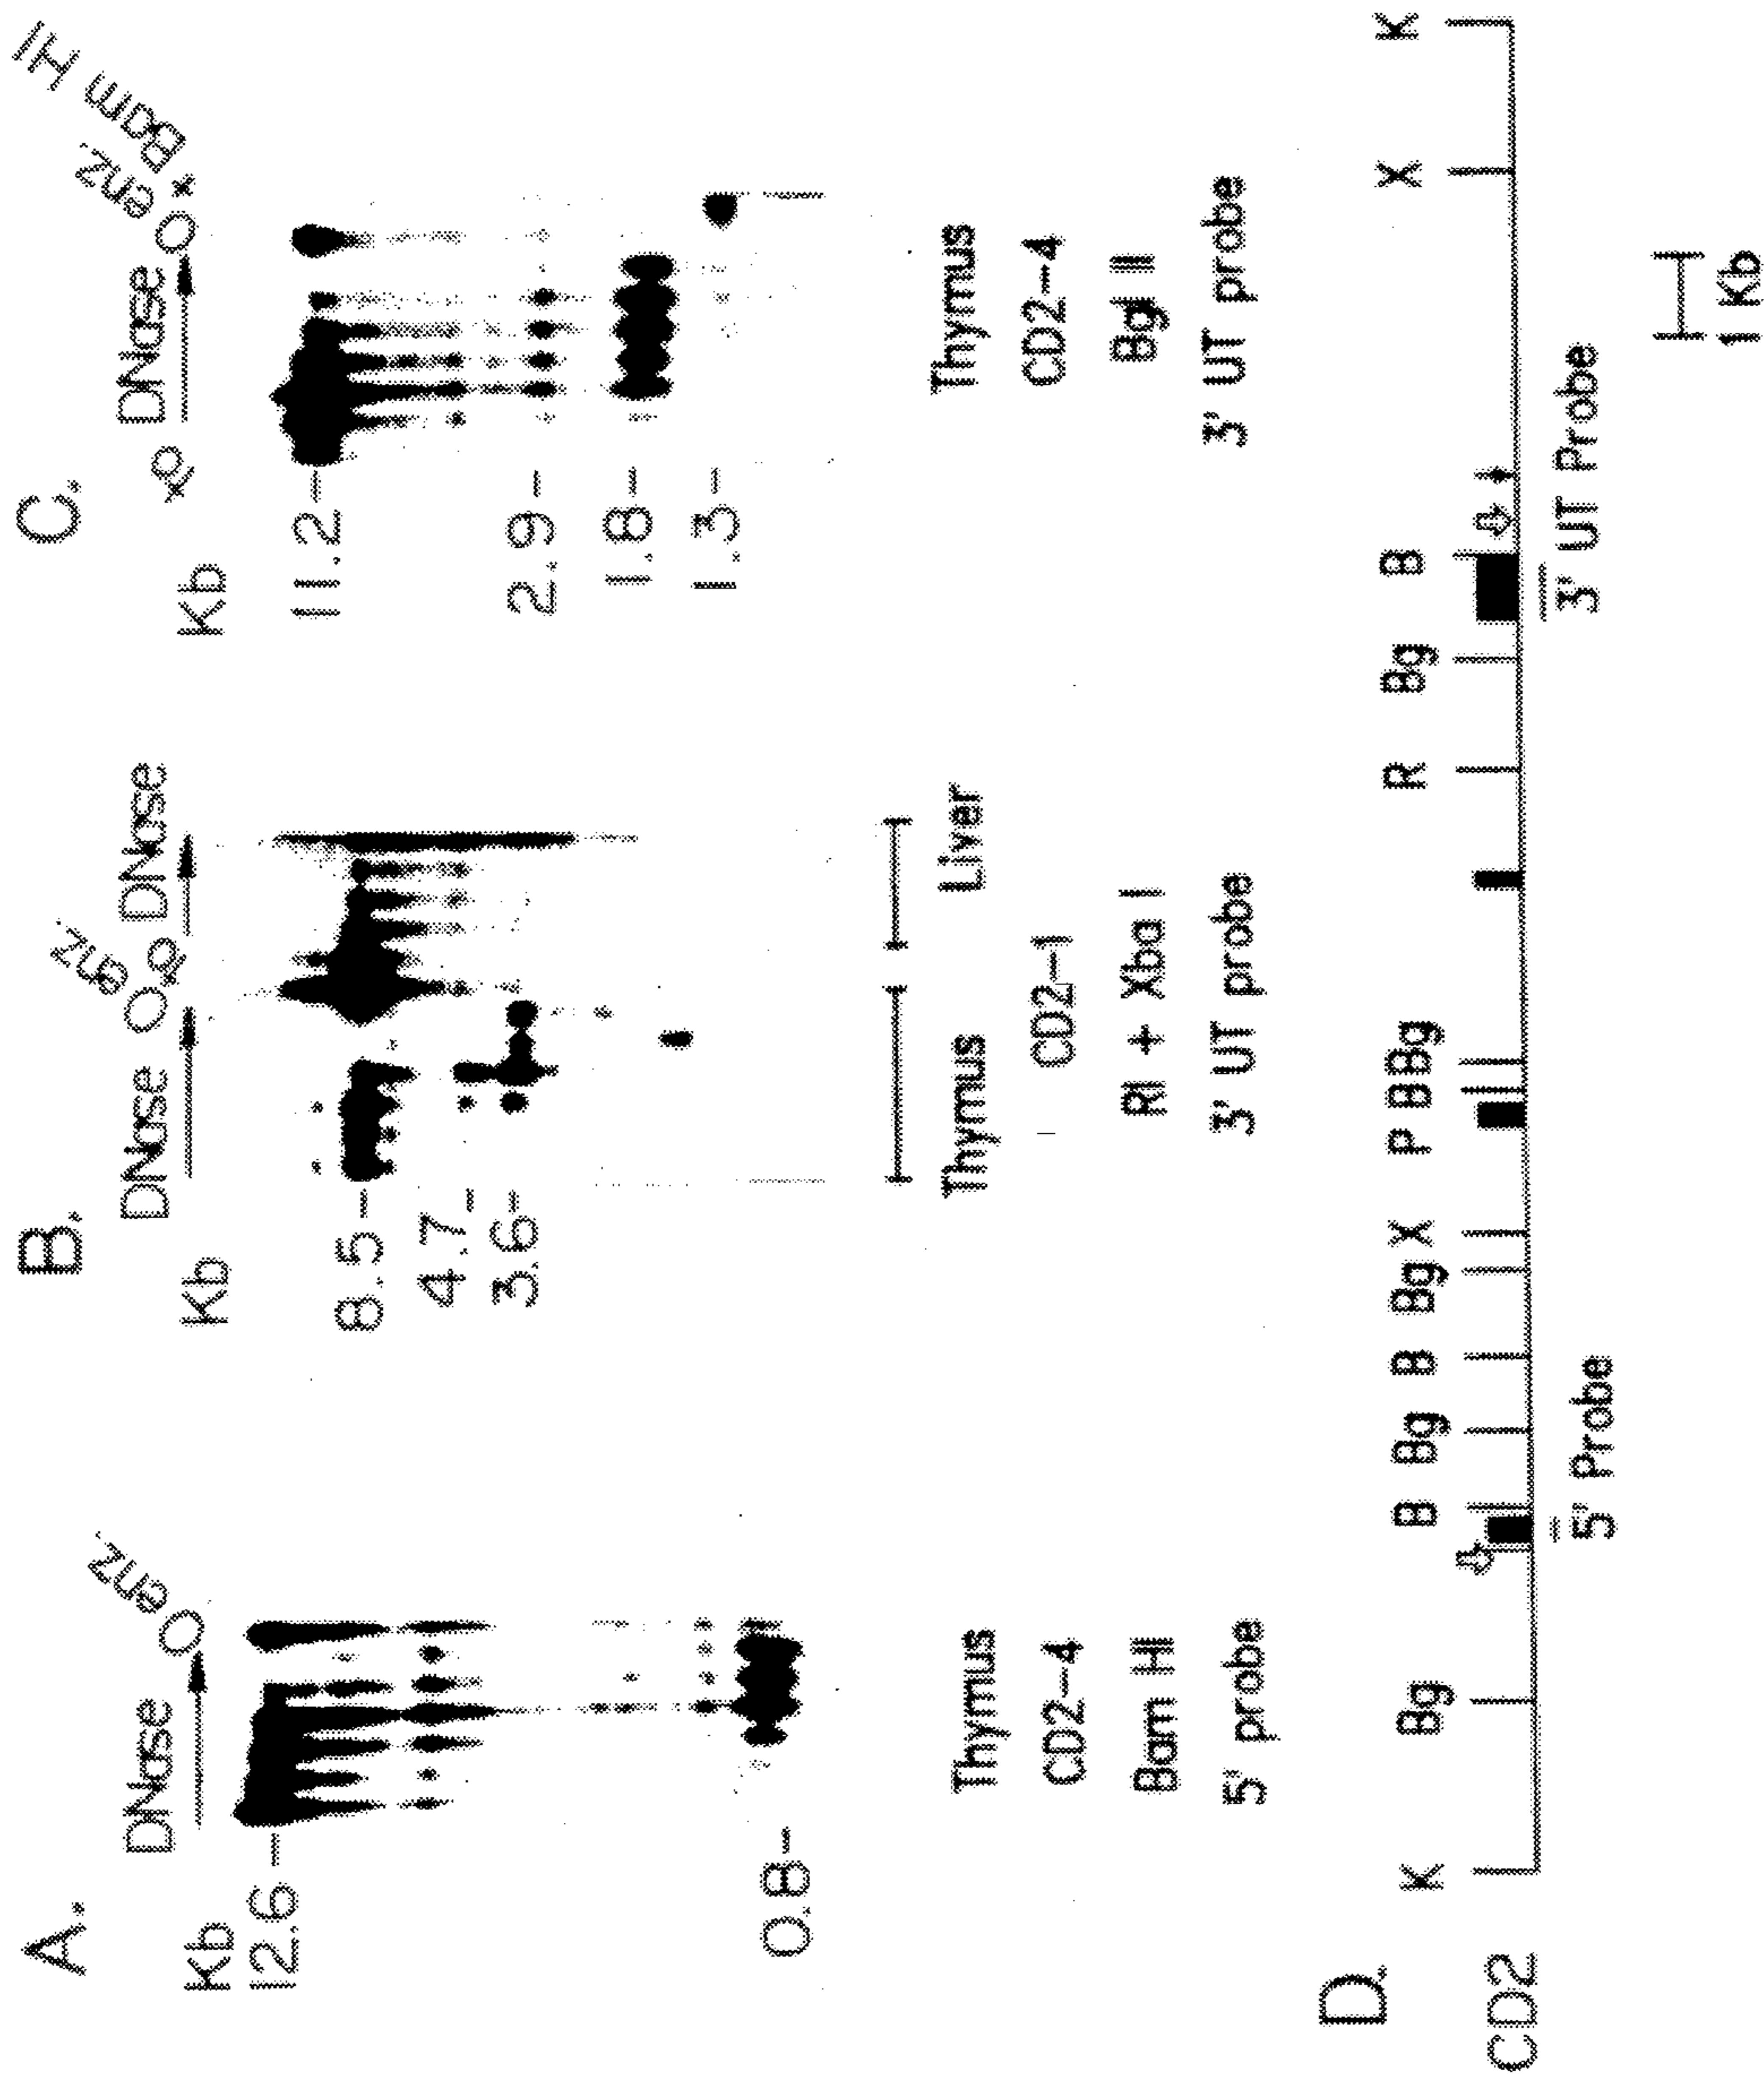 A.
DNase
O enz.
Kb
12.6 –
0.8–
Thymus
CD2–4
Bam HI
5' probe
B.
DNase
O enz.
DNase
Kb
8.5 –
4.7 –
3.6–
Thymus
Liver
CD2–1
RI + Xba I
3' UT probe
C.
DNase
O enz.
+ Bam HI
Kb
11.2 –
2.9 –
1.8 –
1.3 –
Thymus
CD2–4
Bgl II
3' UT probe
D.
CD2
K Bg B Bg B Bg X P B Bg R Bg B X K
5' Probe
3' UT Probe
1 Kb